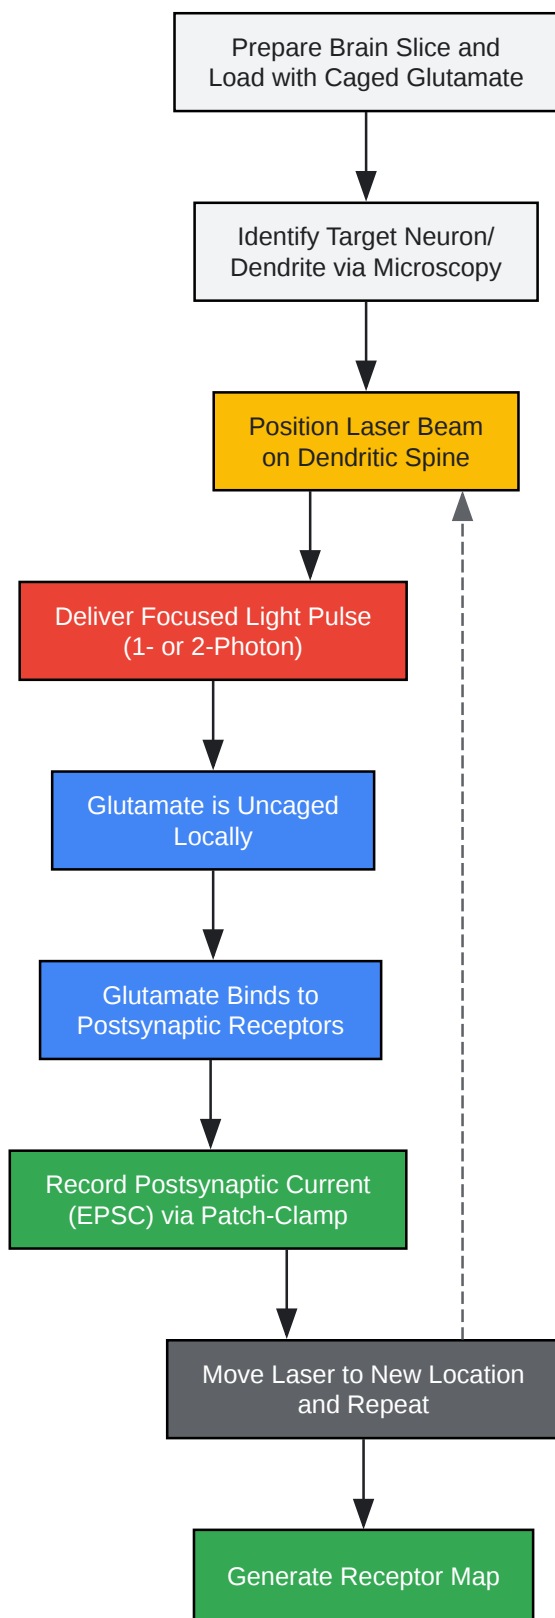 Prepare Brain Slice and
Load with Caged Glutamate
Identify Target Neuron/
Dendrite via Microscopy
Position Laser Beam
on Dendritic Spine
Deliver Focused Light Pulse
(1- or 2-Photon)
Glutamate is Uncaged
Locally
Glutamate Binds to
Postsynaptic Receptors
Record Postsynaptic Current
(EPSC) via Patch-Clamp
Move Laser to New Location
and Repeat
Generate Receptor Map